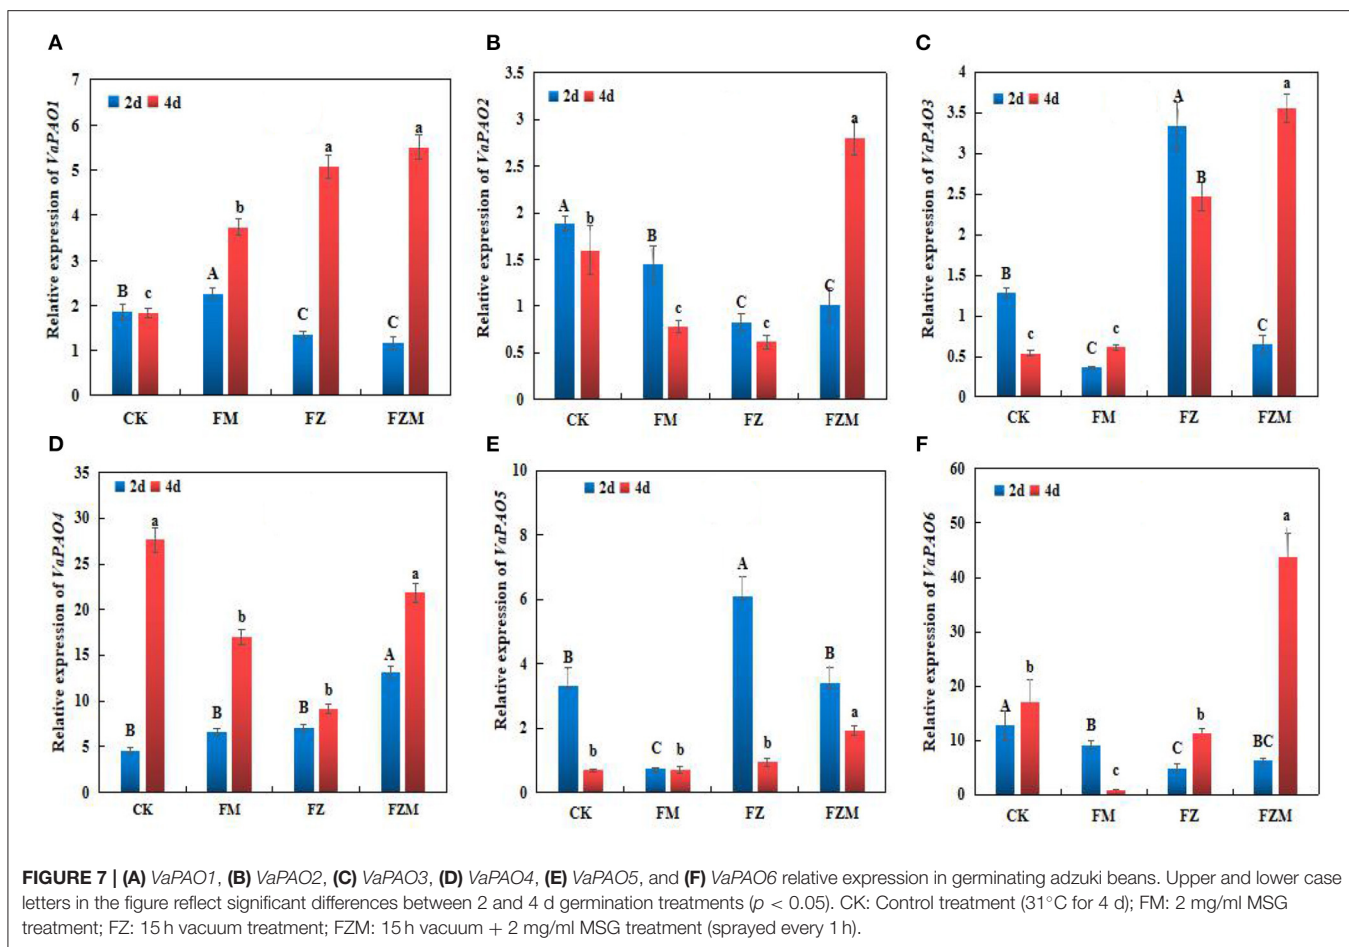 A
Relative expression of VaPAO1
7
6
5
4
3
2
1
0
2d 4d
B c
A b
C a
C a
CK FM FZ FZM
B
Relative expression of VaPAO2
3.5
3
2.5
2
1.5
1
0.5
0
2d 4d
A b
B c
C c
C a
CK FM FZ FZM
C
Relative expression of VaPAO3
4
3.5
3
2.5
2
1.5
1
0.5
0
2d 4d
B c
C c
A B
C a
CK FM FZ FZM
D
Relative expression of VaPAO4
35
30
25
20
15
10
5
0
2d 4d
B a
B b
B b
A a
CK FM FZ FZM
E
Relative expression of VaPAO5
10
8
6
4
2
0
2d 4d
B b
C b
A b
B a
CK FM FZ FZM
F
Relative expression of VaPAO6
60
50
40
30
20
10
0
2d 4d
A b
B c
C b
BC a
CK FM FZ FZM
FIGURE 7 | (A) VaPAO1, (B) VaPAO2, (C) VaPAO3, (D) VaPAO4, (E) VaPAO5, and (F) VaPAO6 relative expression in germinating adzuki beans. Upper and lower case
letters in the figure reflect significant differences between 2 and 4 d germination treatments (p < 0.05). CK: Control treatment (31°C for 4 d); FM: 2 mg/ml MSG
treatment; FZ: 15 h vacuum treatment; FZM: 15 h vacuum + 2 mg/ml MSG treatment (sprayed every 1 h).